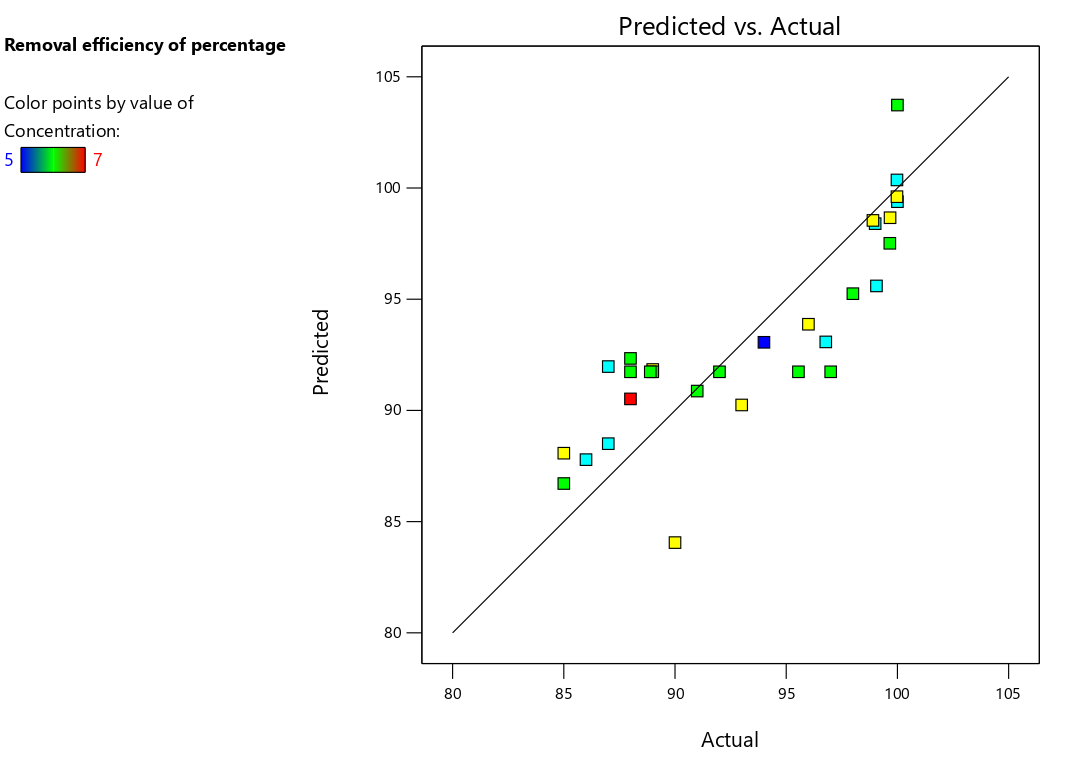 Removal efficiency of percentage
Color points by value of
Concentration:
5 7
Predicted vs. Actual
Predicted
105
100
95
90
85
80
80 85 90 95 100 105
Actual